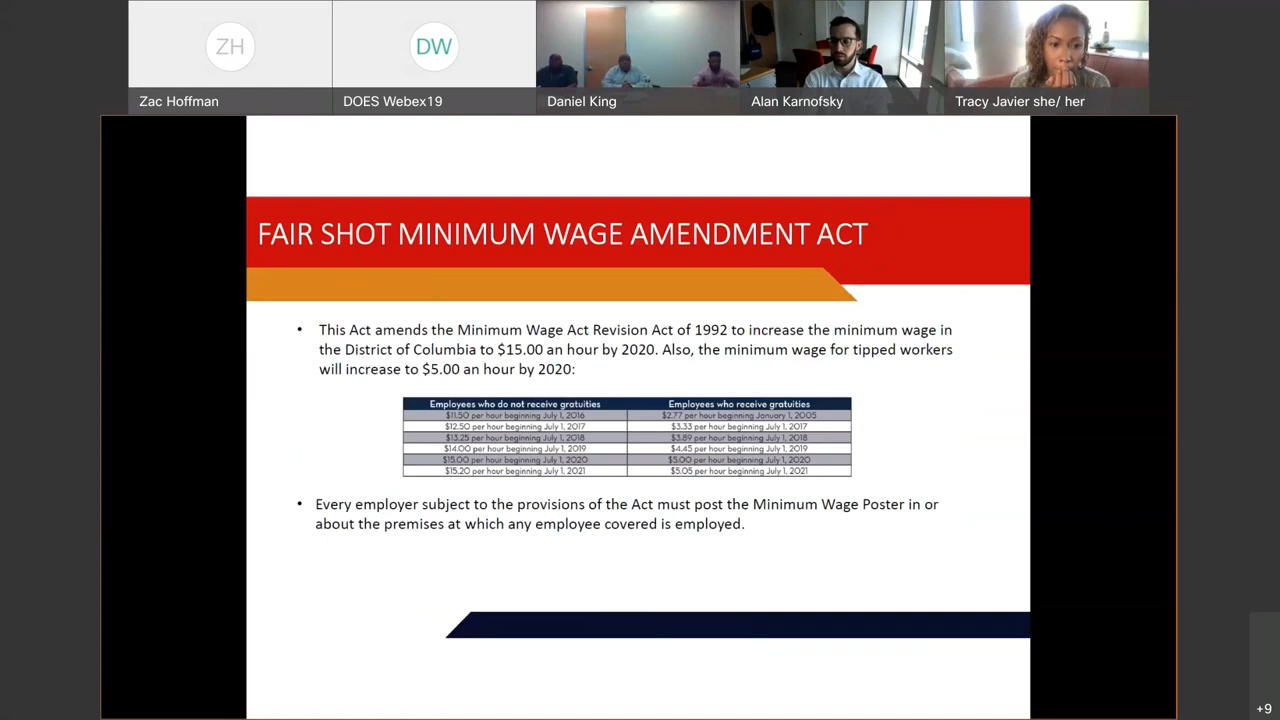 ZH
DW
Zac Hoffman
DOES Webex19
Daniel King
Alan Karnofsky
Tracy Javier she/ her
FAIR SHOT MINIMUM WAGE AMENDMENT ACT
• This Act amends the Minimum Wage Act Revision Act of 1992 to increase the minimum wage in
the District of Columbia to $15.00 an hour by 2020. Also, the minimum wage for tipped workers
will increase to $5.00 an hour by 2020:
Employees who do not receive gratuities Employees who receive gratuities
$11.50 per hour beginning July 1, 2016 $2.77 per hour beginning January 1, 2005
$12.50 per hour beginning July 1, 2017 $3.33 per hour beginning July 1, 2017
$13.25 per hour beginning July 1, 2018 $3.89 per hour beginning July 1, 2018
$14.00 per hour beginning July 1, 2019 $4.45 per hour beginning July 1, 2019
$15.00 per hour beginning July 1, 2020 $5.00 per hour beginning July 1, 2020
$15.20 per hour beginning July 1, 2021 $5.05 per hour beginning July 1, 2021
• Every employer subject to the provisions of the Act must post the Minimum Wage Poster in or
about the premises at which any employee covered is employed.
+9